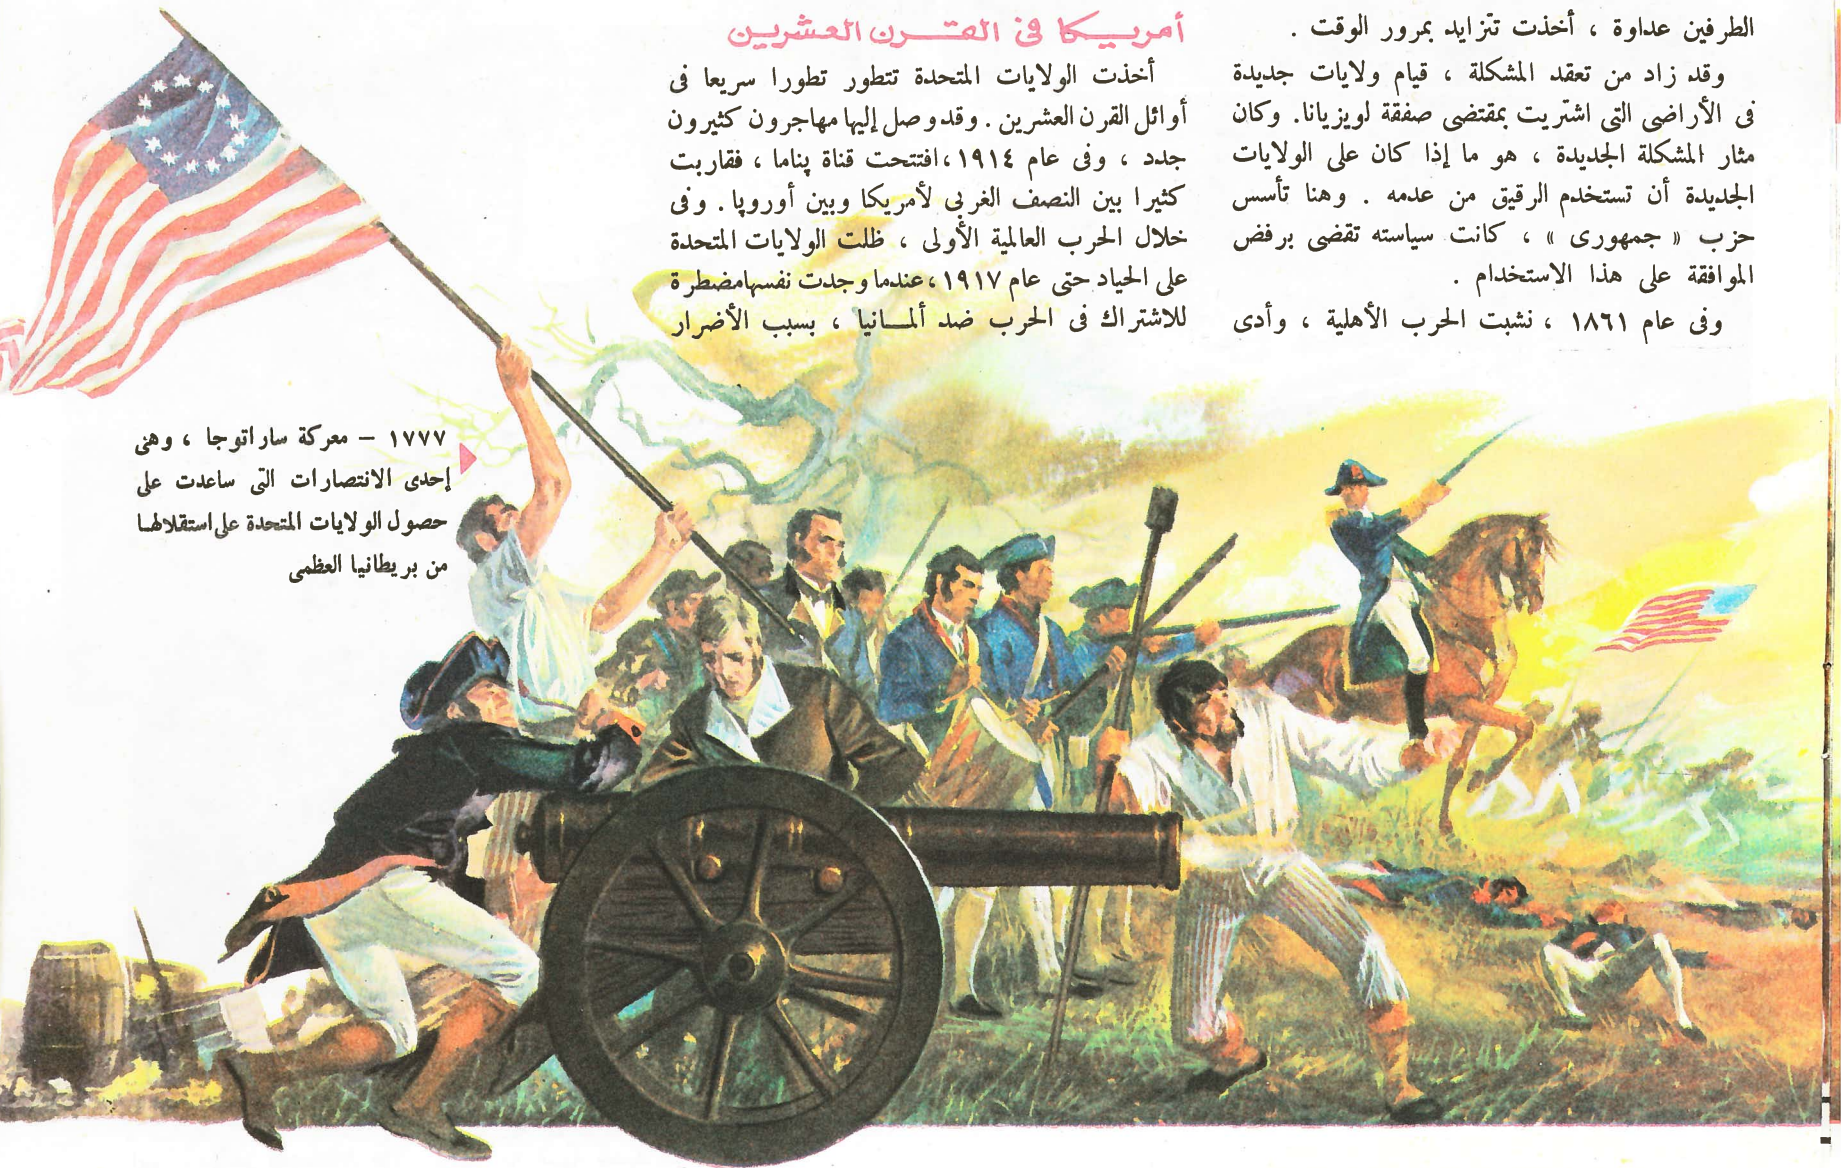 الطرفين عداوة ، أخذت تتزايد بمرور الوقت .
وقد زاد من تعقد المشكلة ، قيام ولايات جديدة
فى الأراضى التى اشتريت بمقتضى صفقة لويزيانا. وكان
مثار المشكلة الجديدة ، هو ما إذا كان على الولايات
الجديدة أن تستخدم الرقيق من عدمه . وهنا تأسس
حزب « جمهورى » ، كانت سياسته تقضى برفض
الموافقة على هذا الاستخدام .
وفى عام ١٨٦١ ، نشبت الحرب الأهلية ، وأدى
أمريكا فى القرن العشرين
أخذت الولايات المتحدة تتطور تطورا سريعا فى
أوائل القرن العشرين . وقد وصل إليها مهاجرون كثيرون
جدد ، وفى عام ١٩١٤ ، افتتحت قناة پناما ، فقاربت
كثيرا بين النصف الغربى لأمريكا وبين أوروپا . وفى
خلال الحرب العالمية الأولى ، ظلت الولايات المتحدة
على الحياد حتى عام ١٩١٧ ، عندما وجدت نفسها مضطرة
للاشتراك فى الحرب ضد ألمـانيا ، بسبب الأضرار
١٧٧٧ – معركة ساراتوجا ، وهى
إحدى الانتصارات التى ساعدت على
حصول الولايات المتحدة على استقلالها
من بريطانيا العظمى